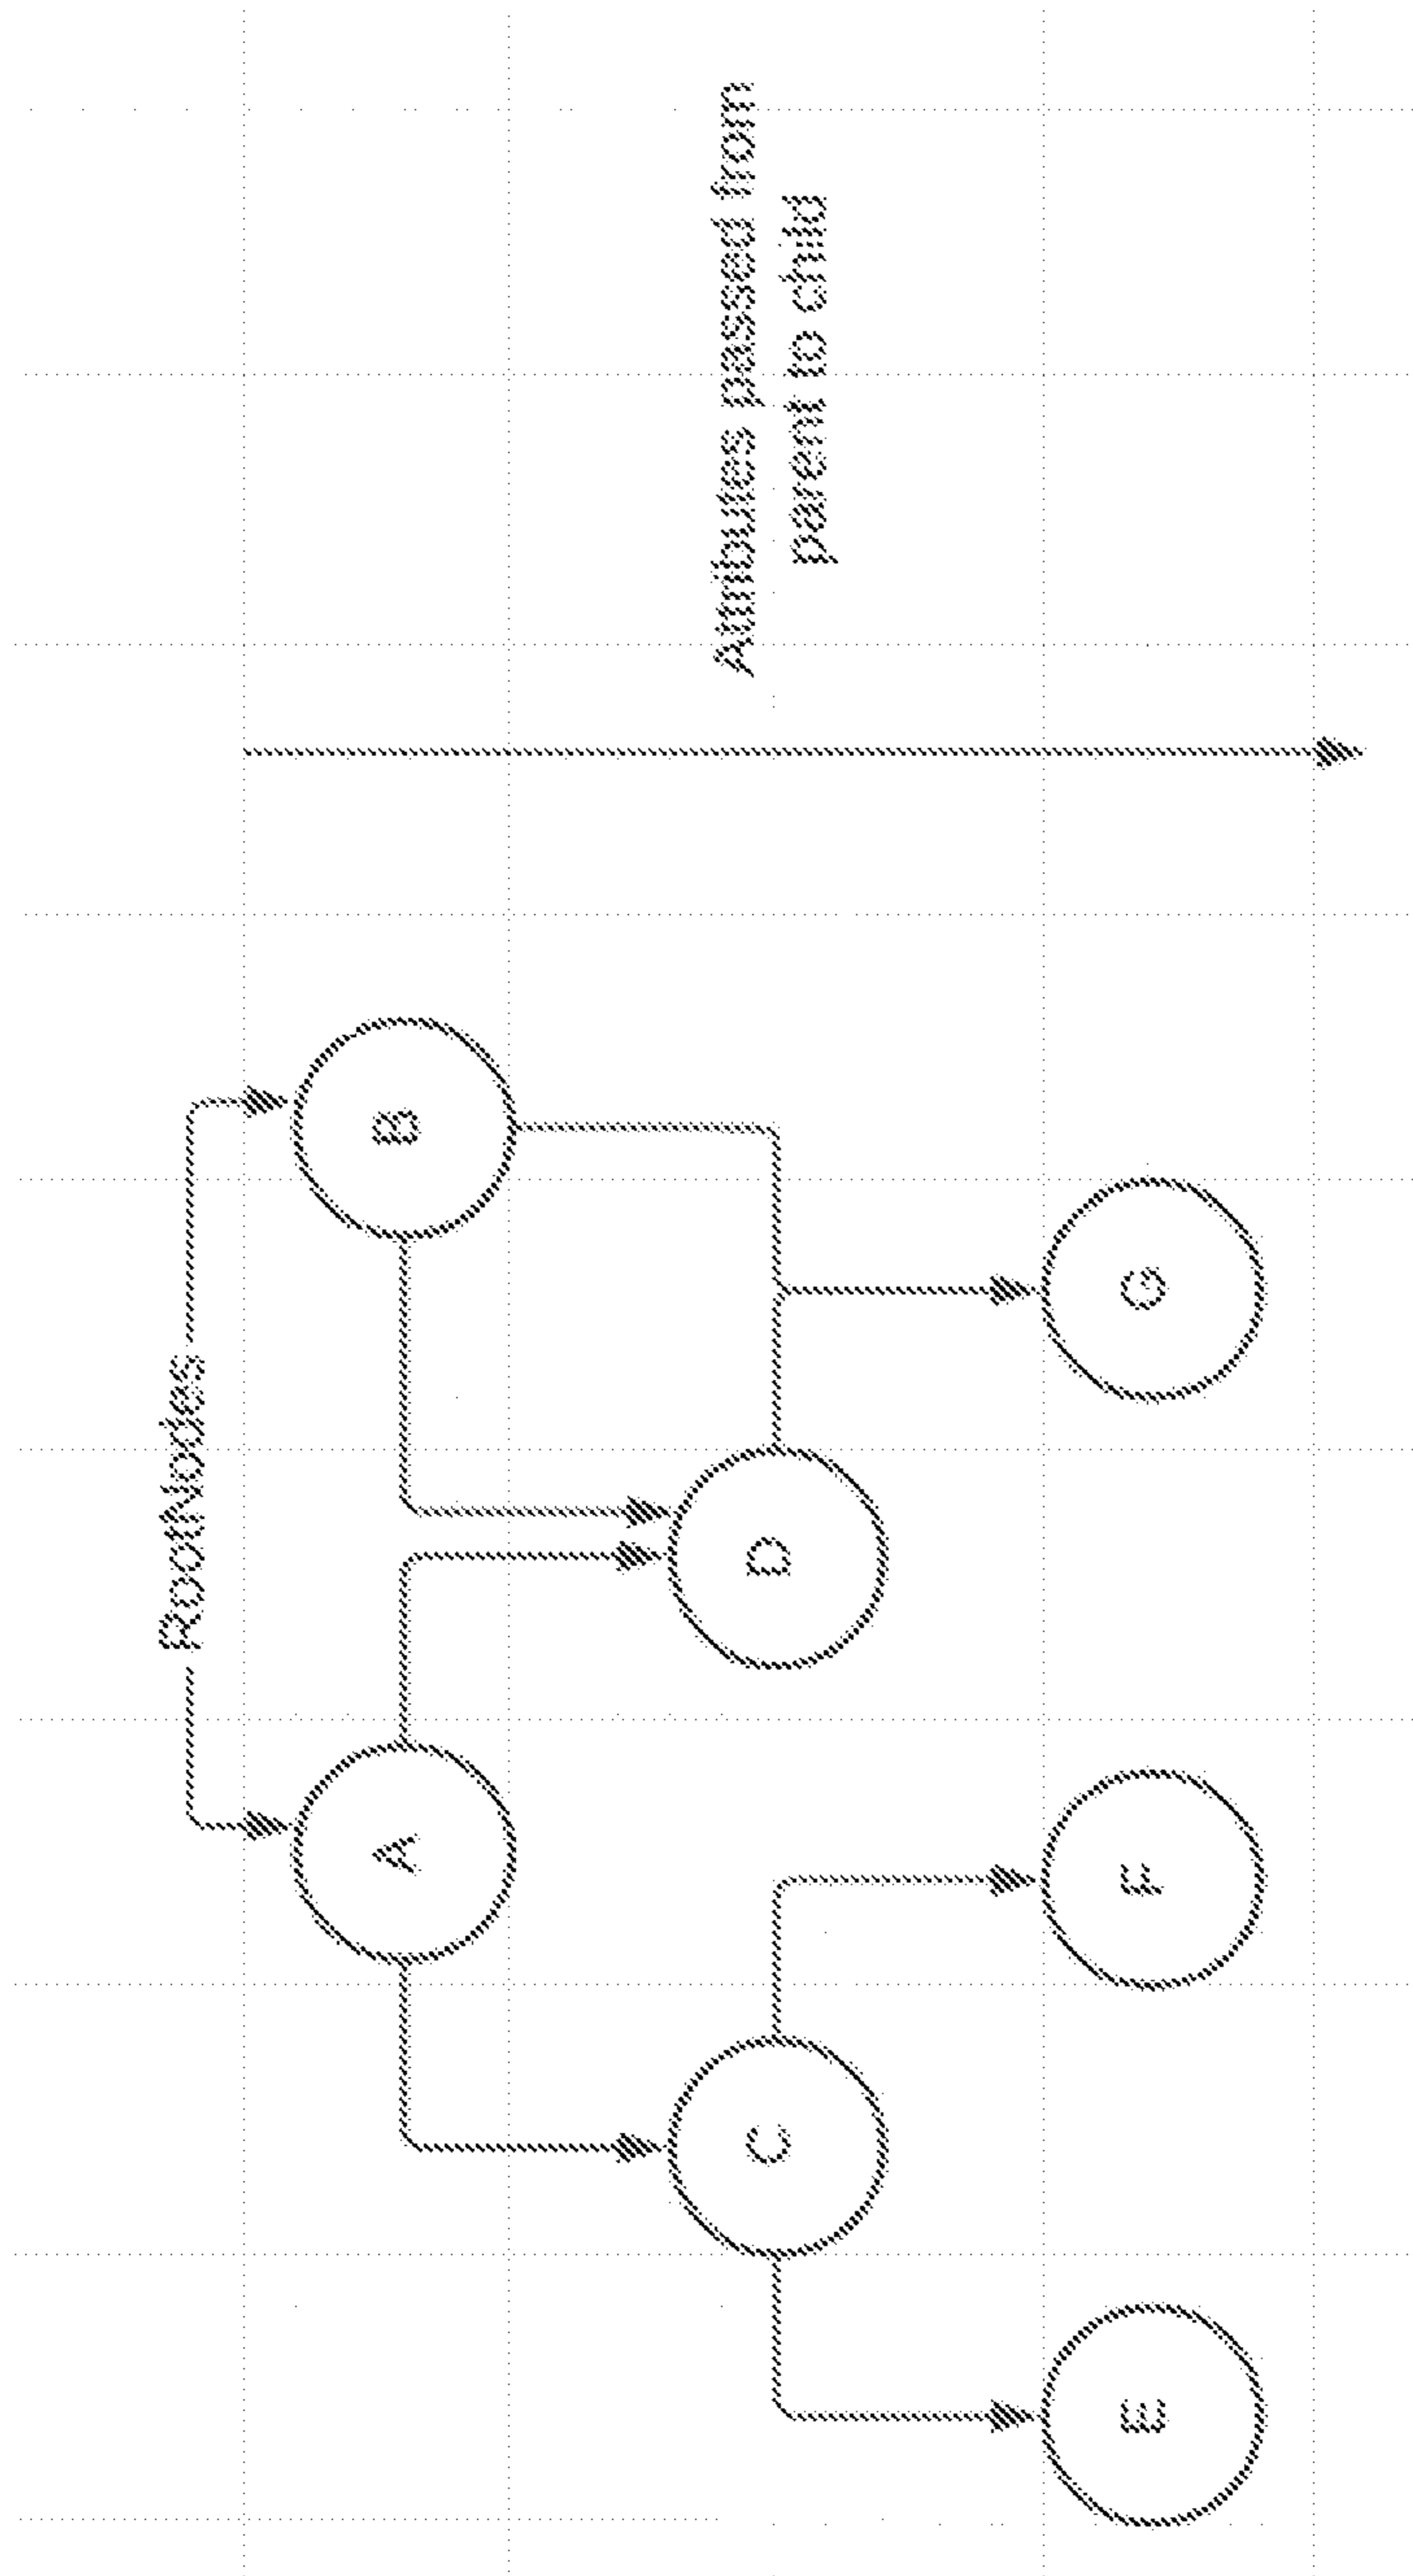 RootNodes
A
B
Attributes passed from
parent to child
C
D
E
F
G